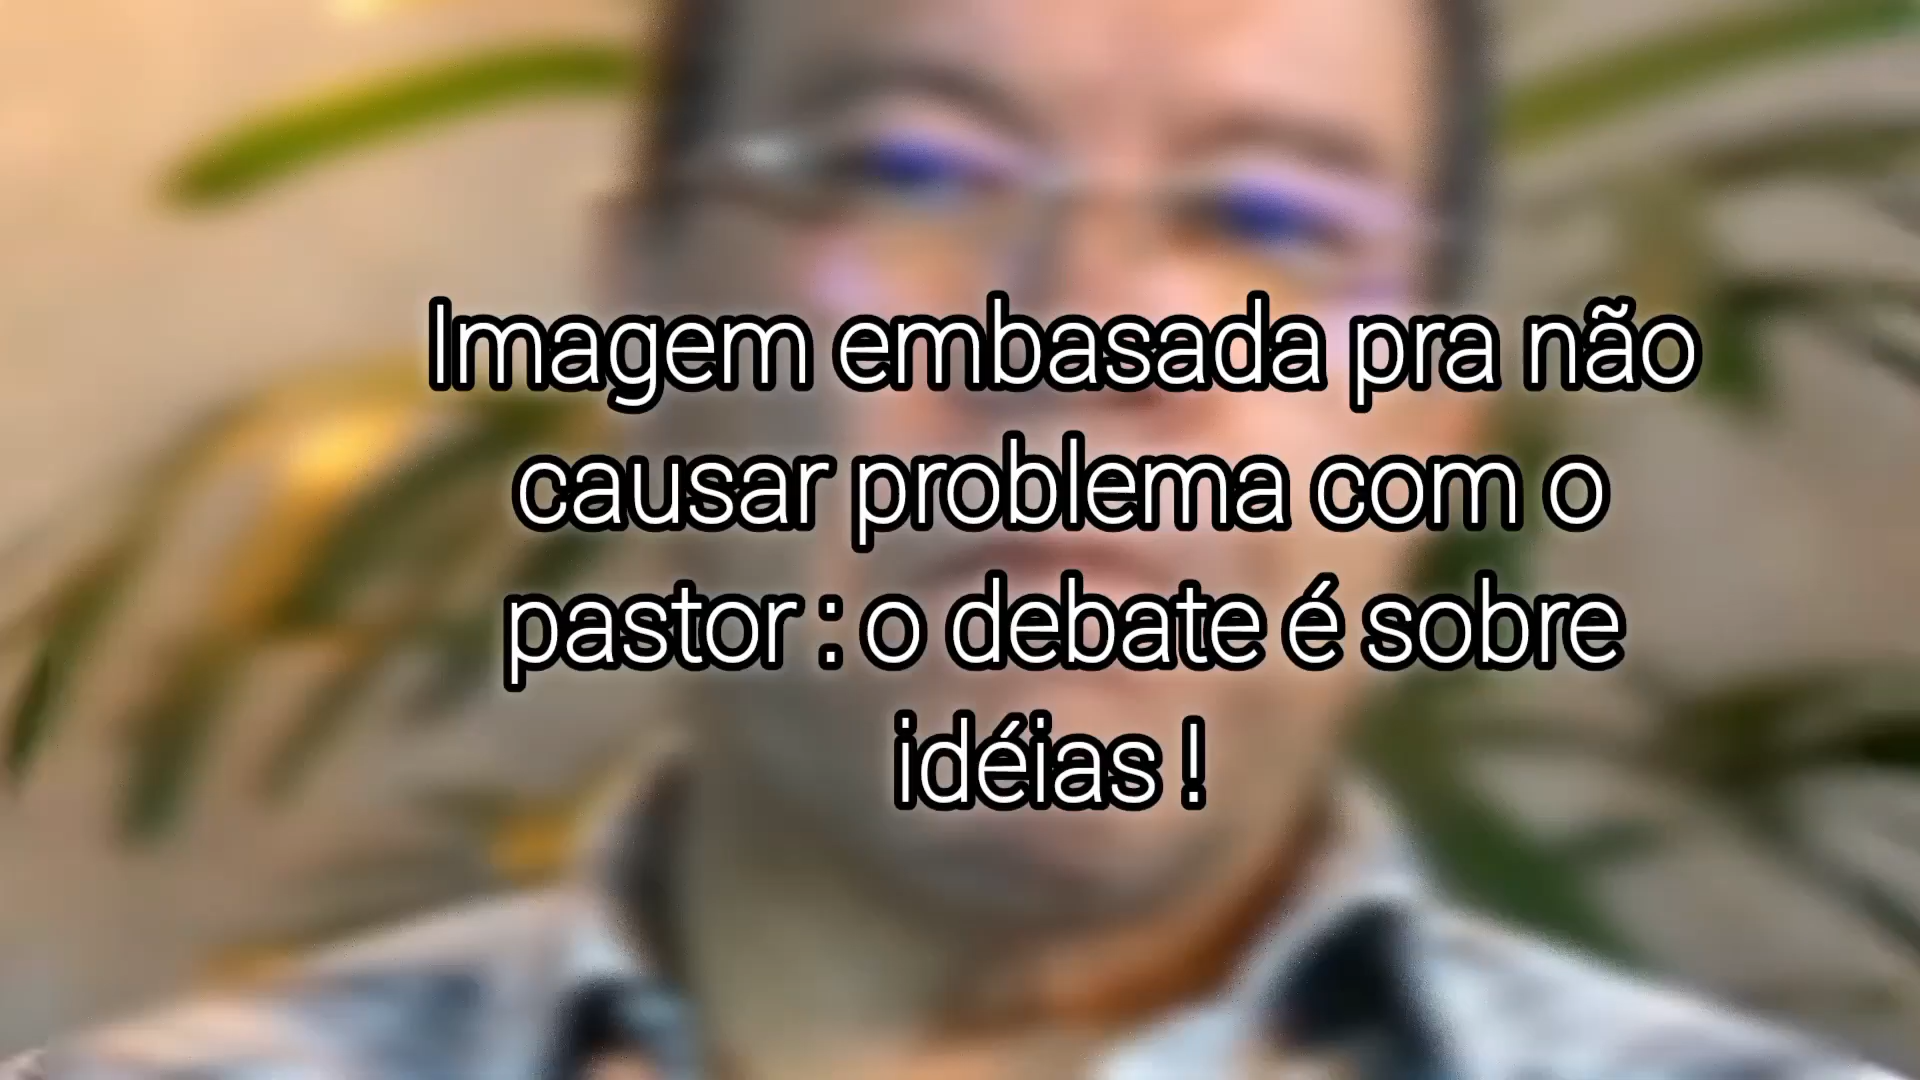 Imagem embasada pra não
causar problema com o
pastor : o debate é sobre
idéias !